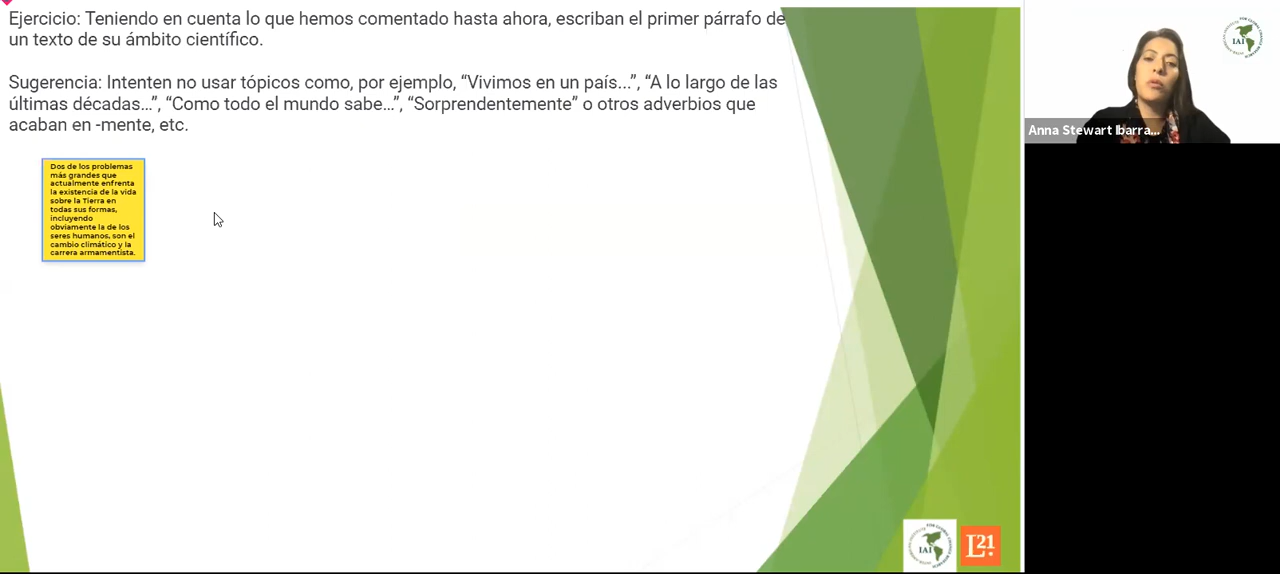 Ejercicio: Teniendo en cuenta lo que hemos comentado hasta ahora, escriban el primer párrafo de
un texto de su ámbito científico.
Sugerencia: Intenten no usar tópicos como, por ejemplo, “Vivimos en un país...”, “A lo largo de las
últimas décadas…”, “Como todo el mundo sabe…”, “Sorprendentemente” o otros adverbios que
acaban en -mente, etc.
Dos de los problemas
más grandes que
actualmente enfrenta
la existencia de la vida
sobre la Tierra en
todas sus formas,
incluyendo
obviamente la de los
seres humanos, son el
cambio climático y la
carrera armamentista.
IAI
Anna Stewart Ibarra...
IAI
L21